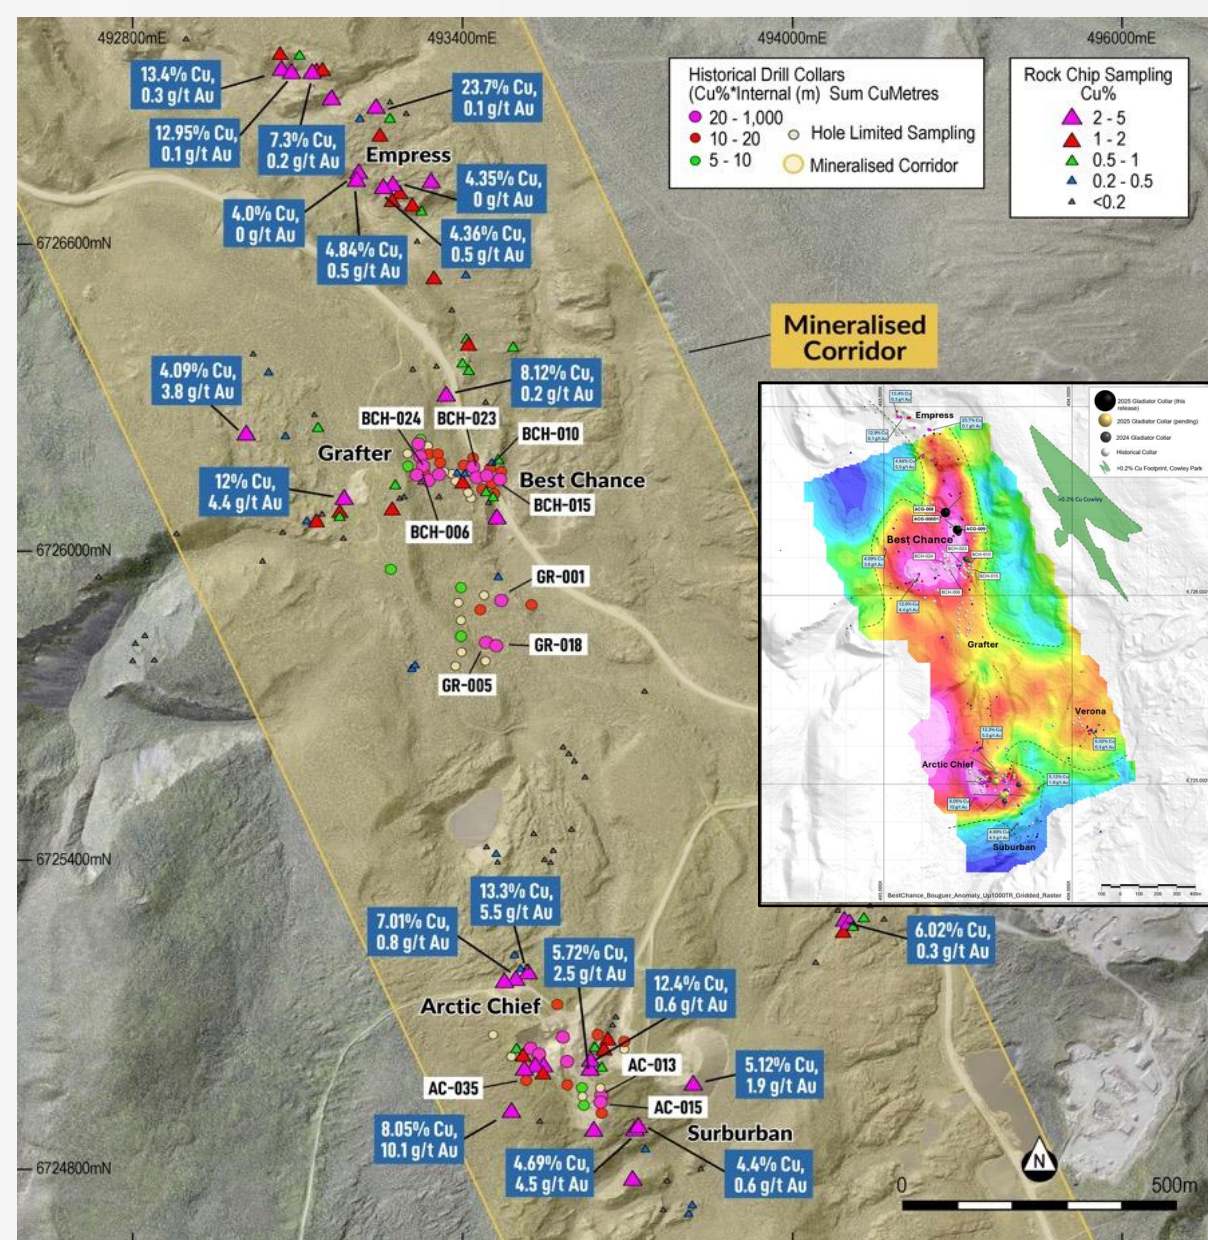 492800mE
493400mE
494000mE
496000mE
13.4% Cu,
0.3 g/t Au
12.95% Cu,
0.1 g/t Au
7.3% Cu,
0.2 g/t Au
23.7% Cu,
0.1 g/t Au
Empress
4.35% Cu,
0 g/t Au
4.0% Cu,
0 g/t Au
4.84% Cu,
0.5 g/t Au
4.36% Cu,
0.5 g/t Au
Historical Drill Collars
(Cu%*Internal (m) Sum CuMetres
20 - 1,000
10 - 20
5 - 10
Hole Limited Sampling
Mineralised Corridor
Rock Chip Sampling
Cu%
2 - 5
1 - 2
0.5 - 1
0.2 - 0.5
<0.2
6726600mN
Mineralised
Corridor
4.09% Cu,
3.8 g/t Au
8.12% Cu,
0.2 g/t Au
BCH-024
BCH-023
BCH-010
Grafter
Best Chance
12% Cu,
4.4 g/t Au
BCH-015
BCH-006
6726000mN
GR-001
GR-018
GR-005
6725400mN
13.3% Cu,
5.5 g/t Au
7.01% Cu,
0.8 g/t Au
5.72% Cu,
2.5 g/t Au
12.4% Cu,
0.6 g/t Au
6.02% Cu,
0.3 g/t Au
Arctic Chief
AC-013
AC-035
AC-015
5.12% Cu,
1.9 g/t Au
8.05% Cu,
10.1 g/t Au
Surburban
4.69% Cu,
4.5 g/t Au
4.4% Cu,
0.6 g/t Au
6724800mN
N
0
500m
2025 Gladiator Collar (this
release)
2025 Gladiator Collar (pending)
2024 Gladiator Collar
Historical Collar
>0.2% Cu Footprint, Cowley Park
Empress
>0.2% Cu Cowley
Best Chance
BCH-023
BCH-024
BCH-010
BCH-015
BCH-006
Grafter
Verona
Arctic Chief
Suburban
BestChance_Bouguer_Anomaly_Up1000TR_Gridded_Raster